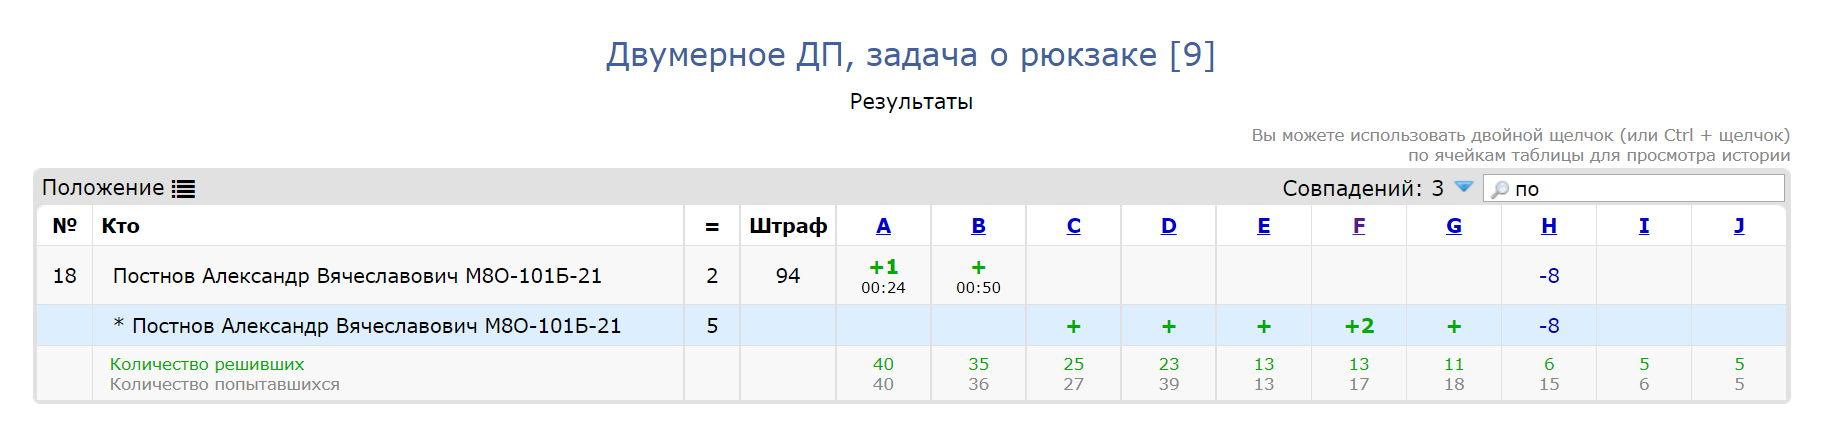 Двумерное ДП, задача о рюкзаке [9]
Результаты
Вы можете использовать двойной щелчок (или Ctrl + щелчок)
по ячейкам таблицы для просмотра истории
Положение Совпадений: 3 по
№ Кто = Штраф A B C D E F G H I J
18 Постнов Александр Вячеславович М8О-101Б-21 2 94 +1 + -8
00:24 00:50
* Постнов Александр Вячеславович М8О-101Б-21 5 + + + +2 + -8
Количество решивших 40 35 25 23 13 13 11 6 5 5
Количество попытавшихся 40 36 27 39 13 17 18 15 6 5